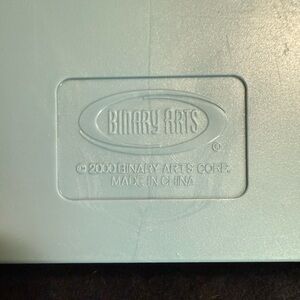 BINARY ARTS
®
© 2000 BINARY ARTS CORP.
MADE IN CHINA